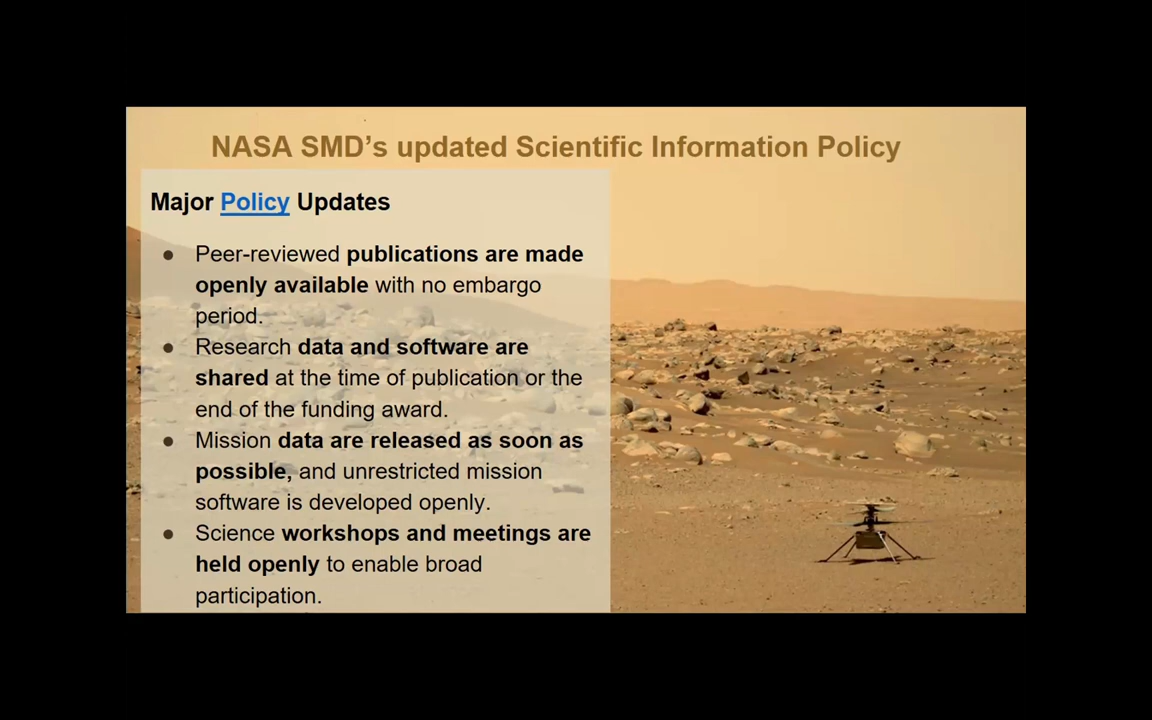 NASA SMD’s updated Scientific Information Policy
Major Policy Updates
● Peer-reviewed publications are made
openly available with no embargo
period.
● Research data and software are
shared at the time of publication or the
end of the funding award.
● Mission data are released as soon as
possible, and unrestricted mission
software is developed openly.
● Science workshops and meetings are
held openly to enable broad
participation.